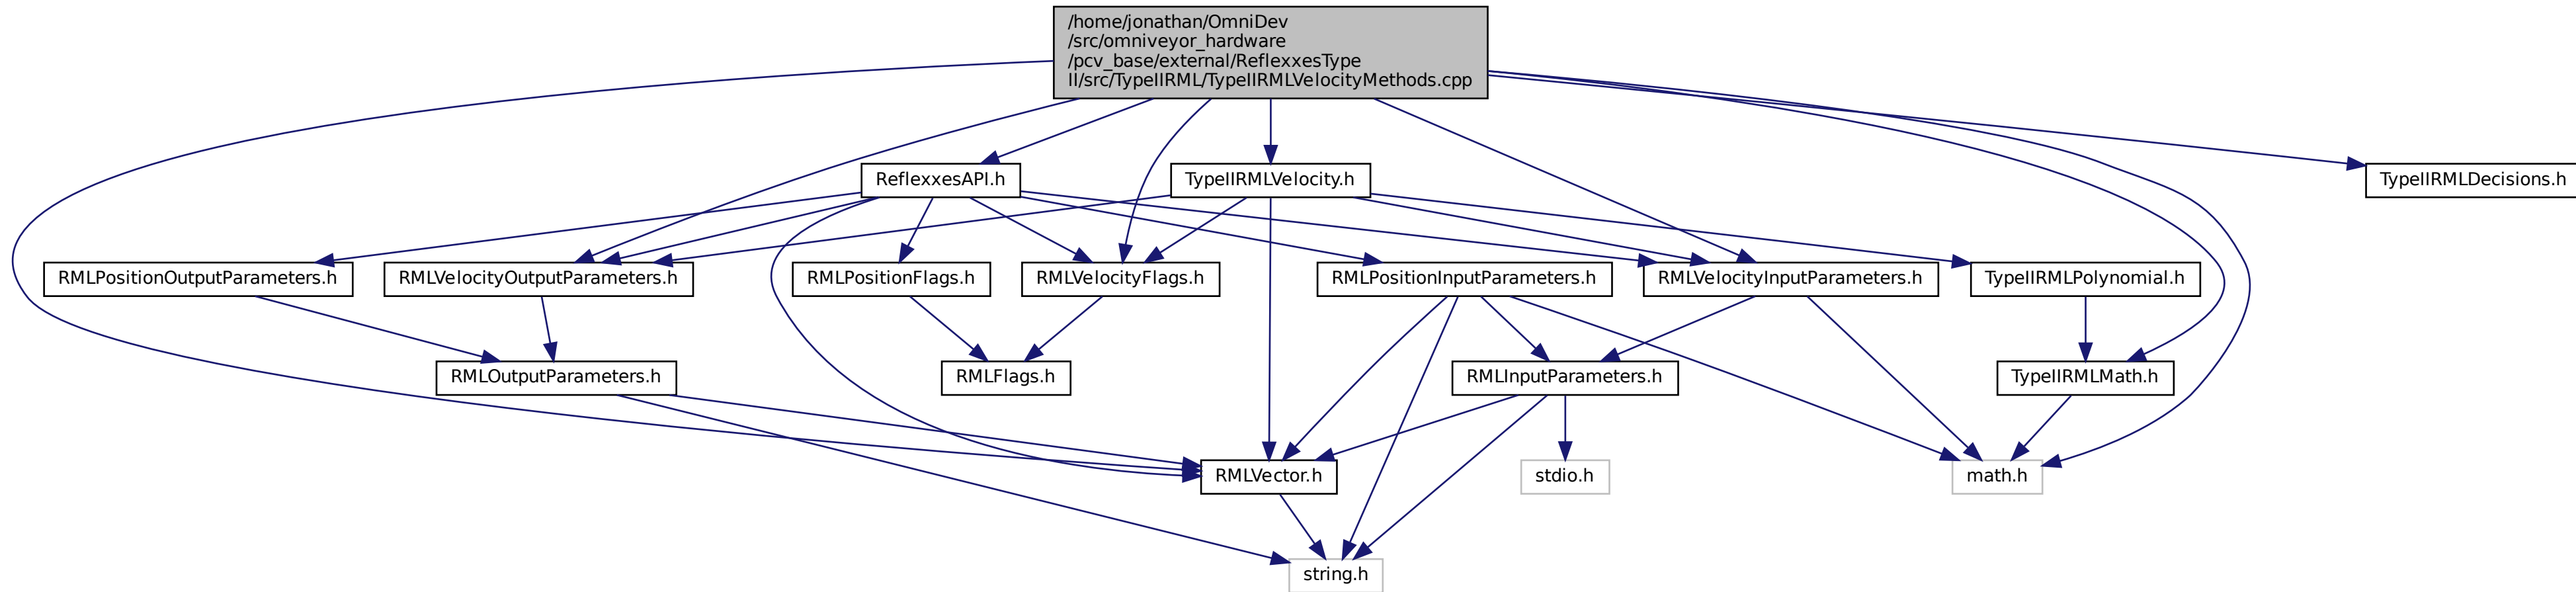 /home/jonathan/OmniDev
/src/omniveyor_hardware
/pcv_base/external/ReflexxesType
II/src/TypeIIRML/TypeIIRMLVelocityMethods.cpp
ReflexxesAPI.h
TypeIIRMLVelocity.h
TypeIIRMLDecisions.h
RMLPositionOutputParameters.h
RMLVelocityOutputParameters.h
RMLPositionFlags.h
RMLVelocityFlags.h
RMLPositionInputParameters.h
RMLVelocityInputParameters.h
TypeIIRMLPolynomial.h
RMLOutputParameters.h
RMLFlags.h
RMLInputParameters.h
TypeIIRMLMath.h
RMLVector.h
stdio.h
math.h
string.h